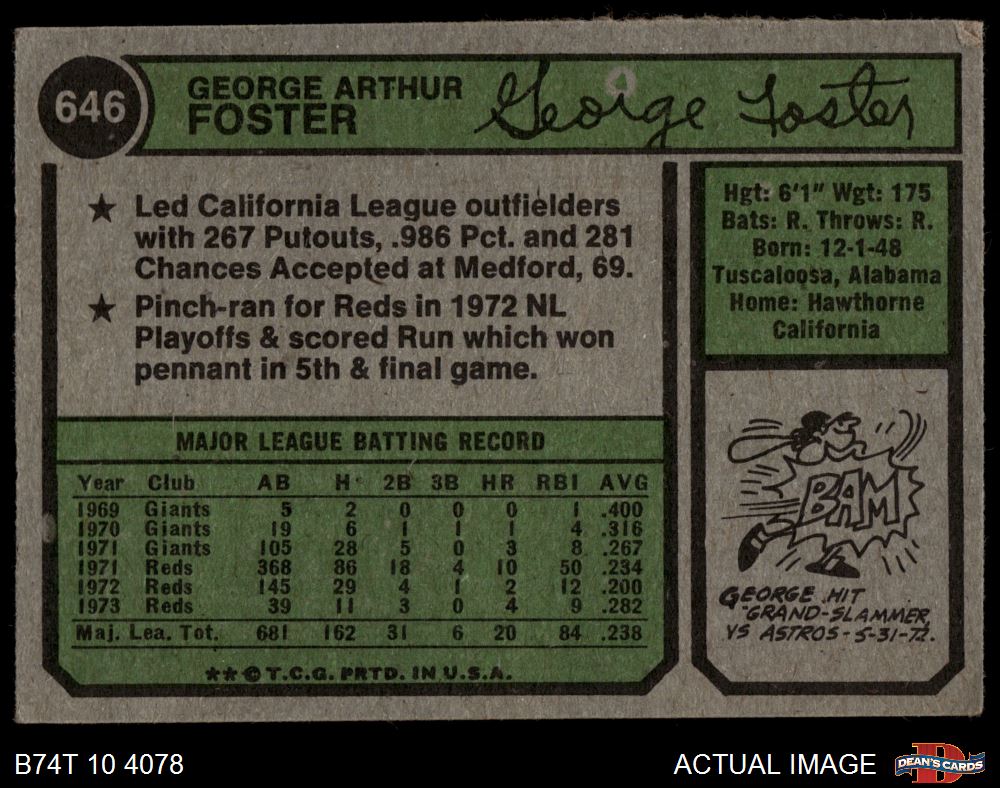 646
GEORGE ARTHUR
FOSTER
George Foster
★ Led California League outfielders
with 267 Putouts, .986 Pct. and 281
Chances Accepted at Medford, 69.
★ Pinch-ran for Reds in 1972 NL
Playoffs & scored Run which won
pennant in 5th & final game.
Hgt: 6'1" Wgt: 175
Bats: R. Throws: R.
Born: 12-1-48
Tuscaloosa, Alabama
Home: Hawthorne
California
MAJOR LEAGUE BATTING RECORD
Year Club AB H 2B 3B HR RBI AVG
1969 Giants 5 2 0 0 0 1 .400
1970 Giants 19 6 1 1 1 4 .316
1971 Giants 105 28 5 0 3 8 .267
1971 Reds 368 86 18 4 10 50 .234
1972 Reds 145 29 4 1 2 12 .200
1973 Reds 39 11 3 0 4 9 .282
Maj. Lea. Tot. 681 162 31 6 20 84 .238
**© T.C.G. PRTD. IN U.S.A.
BAM
GEORGE HIT
GRAND-SLAMMER
VS ASTROS-5-31-72.
B74T 10 4078
ACTUAL IMAGE
DEAN'S CARDS